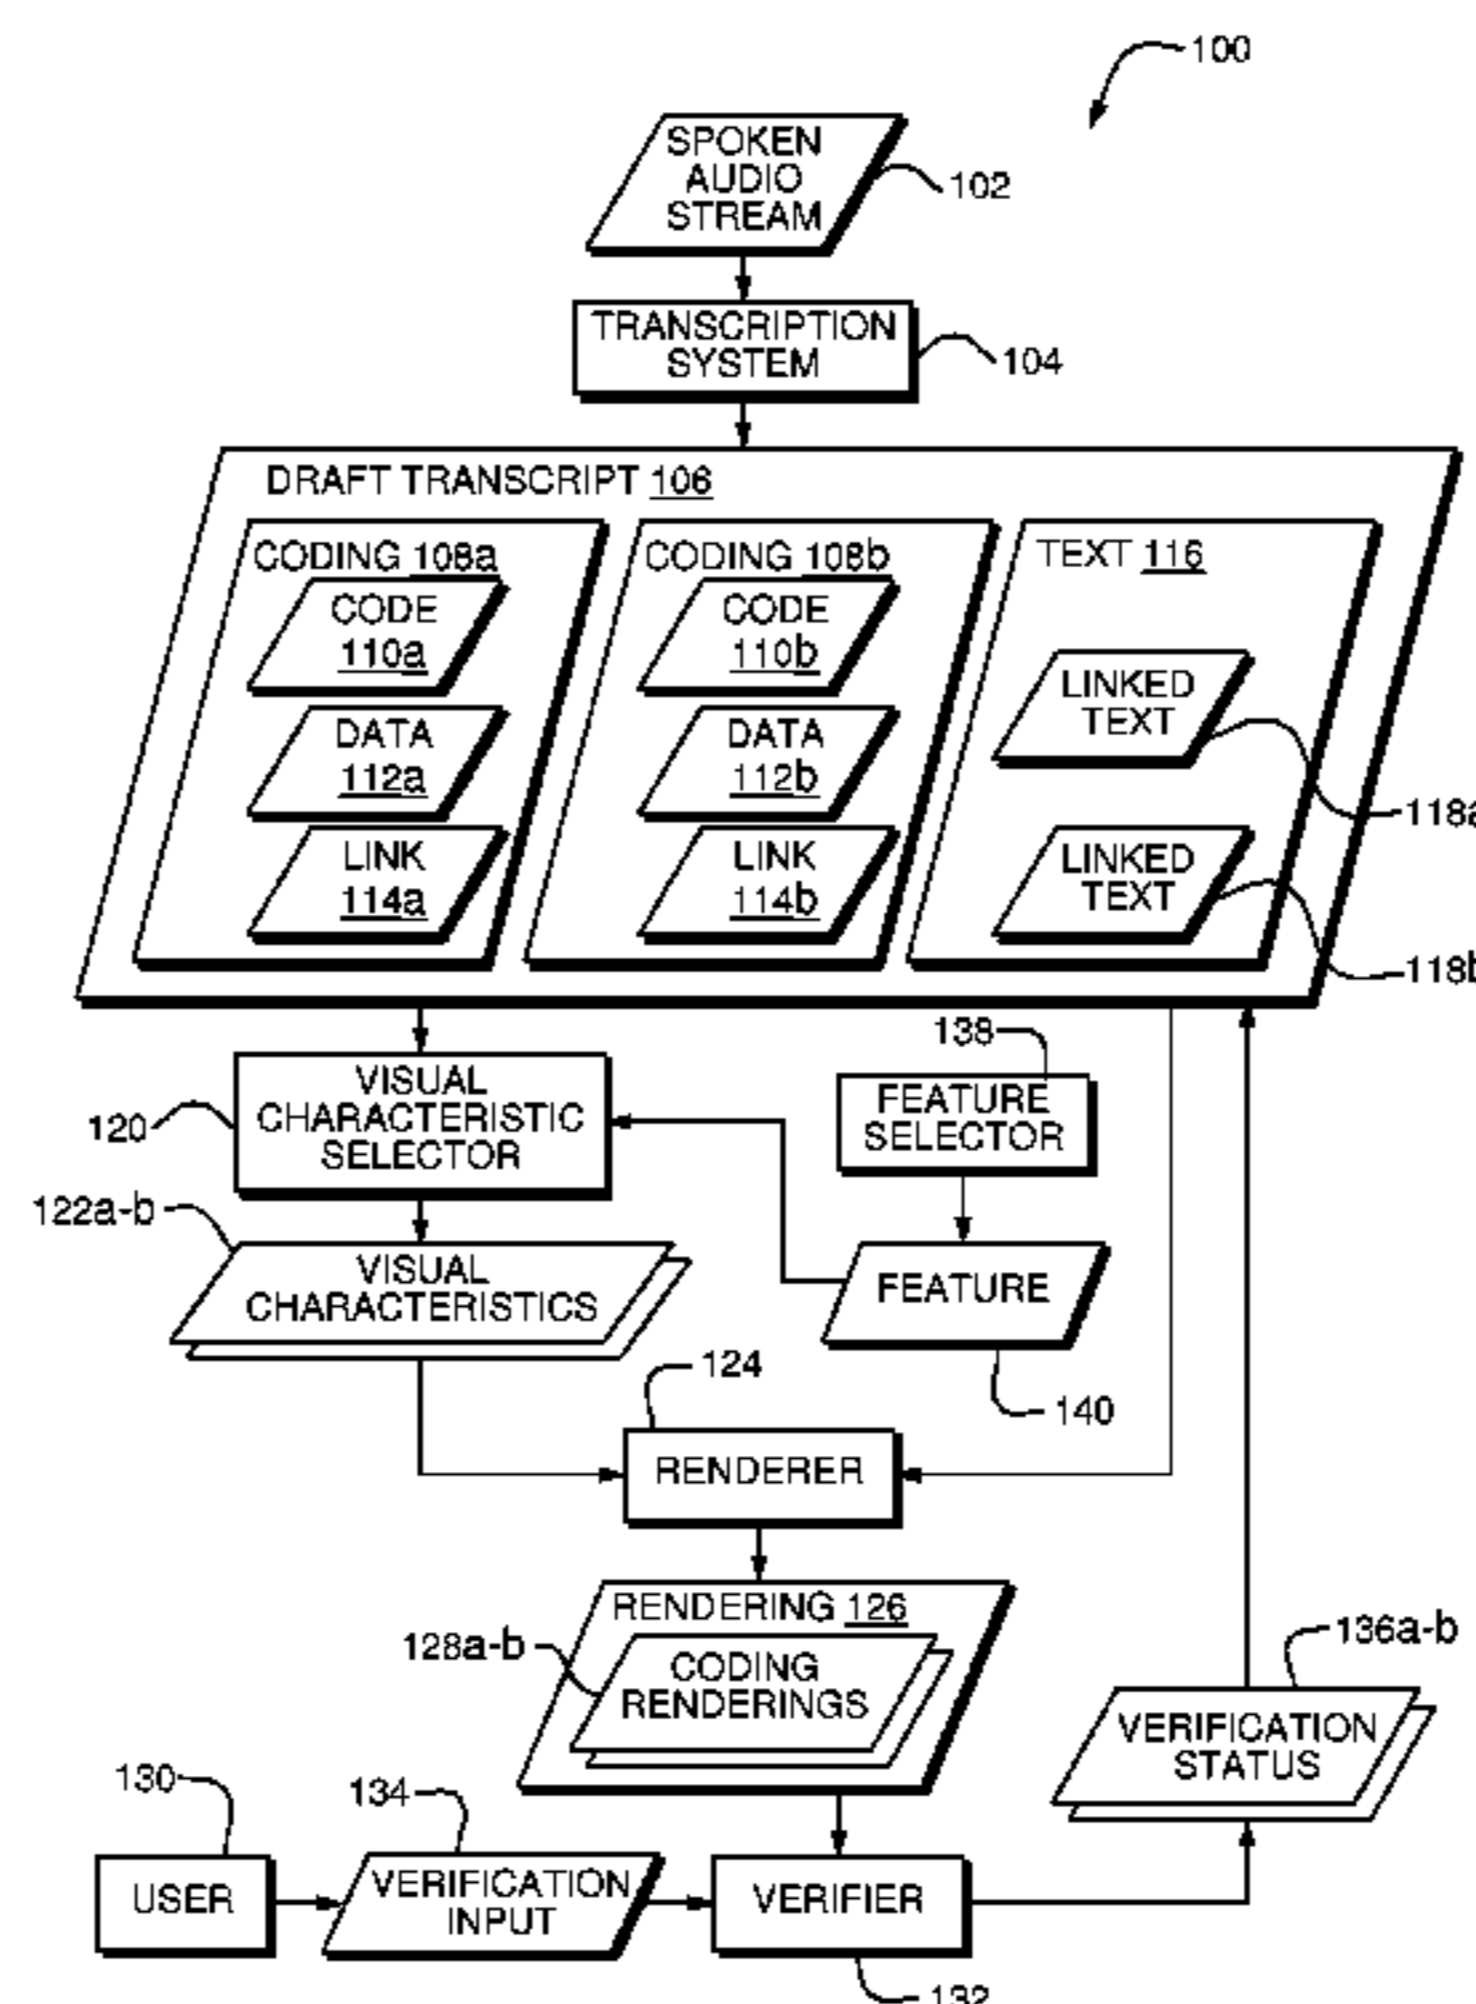 100
SPOKEN
AUDIO
STREAM
102
TRANSCRIPTION
SYSTEM
104
DRAFT TRANSCRIPT 106
CODING 108a
CODE
110a
DATA
112a
LINK
114a
CODING 108b
CODE
110b
DATA
112b
LINK
114b
TEXT 116
LINKED
TEXT
118a
LINKED
TEXT
118b
VISUAL
CHARACTERISTIC
SELECTOR
120
138
FEATURE
SELECTOR
122a-b
VISUAL
CHARACTERISTICS
FEATURE
140
124
RENDERER
RENDERING 126
128a-b
CODING
RENDERINGS
136a-b
VERIFICATION
STATUS
130
USER
134
VERIFICATION
INPUT
VERIFIER
132